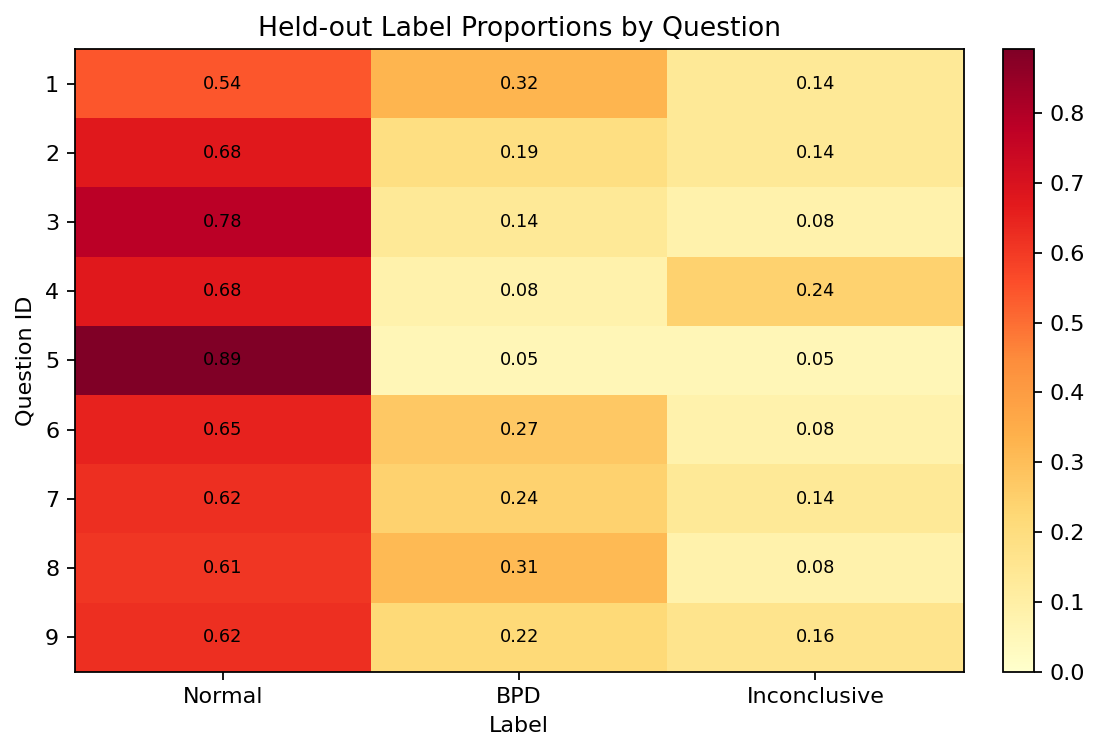 Held-out Label Proportions by Question
1 0.54 0.32 0.14
2 0.68 0.19 0.14
3 0.78 0.14 0.08
4 0.68 0.08 0.24
5 0.89 0.05 0.05
6 0.65 0.27 0.08
7 0.62 0.24 0.14
8 0.61 0.31 0.08
9 0.62 0.22 0.16
Question ID
Normal BPD Inconclusive
Label
0.8
0.7
0.6
0.5
0.4
0.3
0.2
0.1
0.0